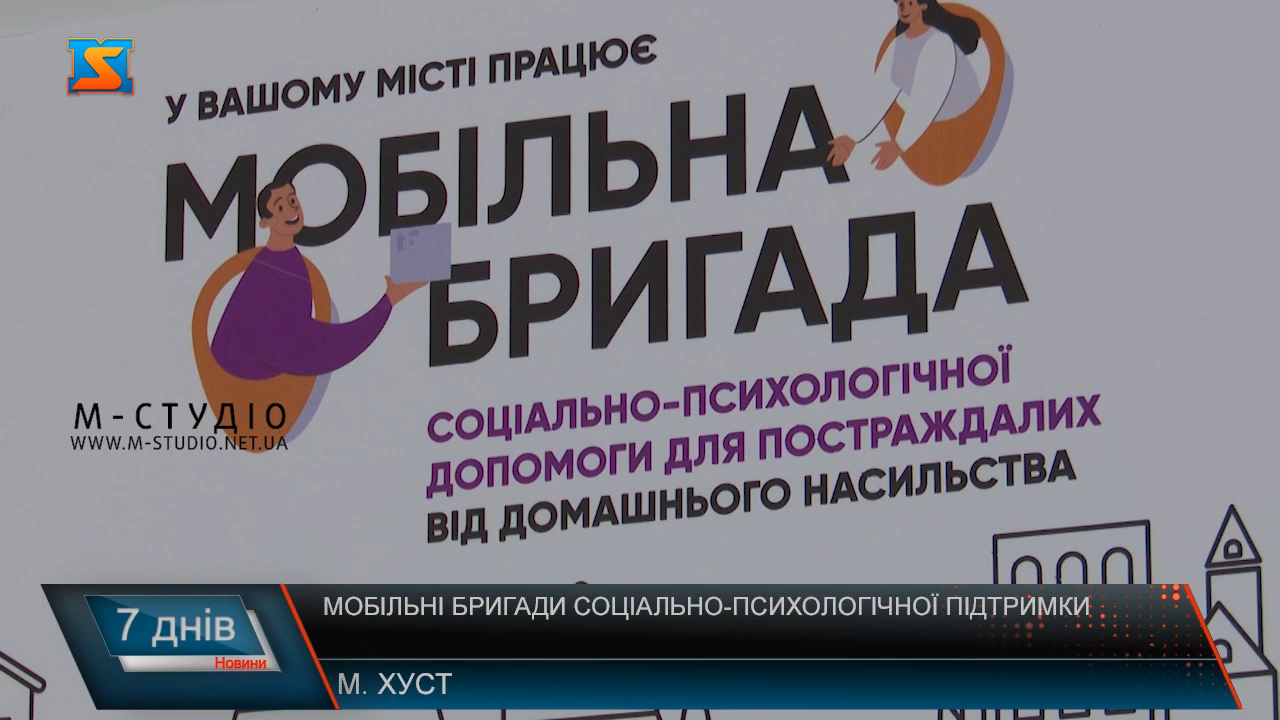 У ВАШОМУ МІСТІ ПРАЦЮЄ
МОБІЛЬНА
БРИГАДА
СОЦІАЛЬНО-ПСИХОЛОГІЧНОЇ
ДОПОМОГИ ДЛЯ ПОСТРАЖДАЛИХ
ВІД ДОМАШНЬОГО НАСИЛЬСТВА
М-СТУДІО
WWW.M-STUDIO.NET.UA
7 днів
Новини
МОБІЛЬНІ БРИГАДИ СОЦІАЛЬНО-ПСИХОЛОГІЧНОЇ ПІДТРИМКИ
М. ХУСТ